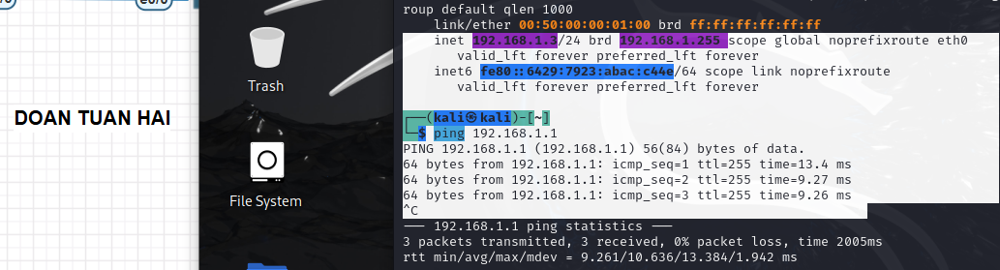 roup default qlen 1000
link/ether 00:50:00:00:01:00 brd ff:ff:ff:ff:ff:ff
inet 192.168.1.3/24 brd 192.168.1.255 scope global noprefixroute eth0
valid_lft forever preferred_lft forever
inet6 fe80::6429:7923:abac:c44e/64 scope link noprefixroute
valid_lft forever preferred_lft forever
Trash
DOAN TUAN HAI
┌──(kali㉿kali)-[~]
└─$ ping 192.168.1.1
PING 192.168.1.1 (192.168.1.1) 56(84) bytes of data.
64 bytes from 192.168.1.1: icmp_seq=1 ttl=255 time=13.4 ms
64 bytes from 192.168.1.1: icmp_seq=2 ttl=255 time=9.27 ms
64 bytes from 192.168.1.1: icmp_seq=3 ttl=255 time=9.26 ms
^C
File System
── 192.168.1.1 ping statistics ──
3 packets transmitted, 3 received, 0% packet loss, time 2005ms
rtt min/avg/max/mdev = 9.261/10.636/13.384/1.942 ms